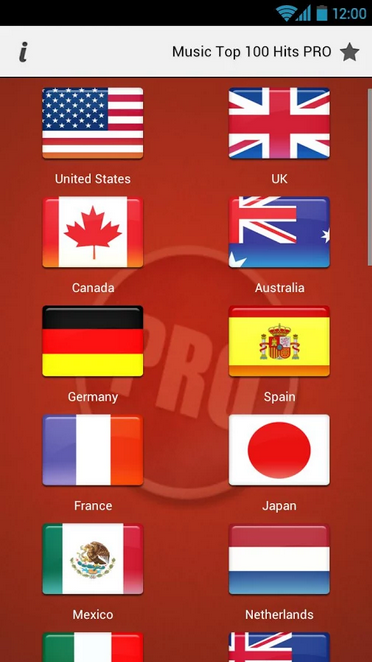 12:00
Music Top 100 Hits PRO
United States
UK
Canada
Australia
Germany
Spain
PRO
France
Japan
Mexico
Netherlands